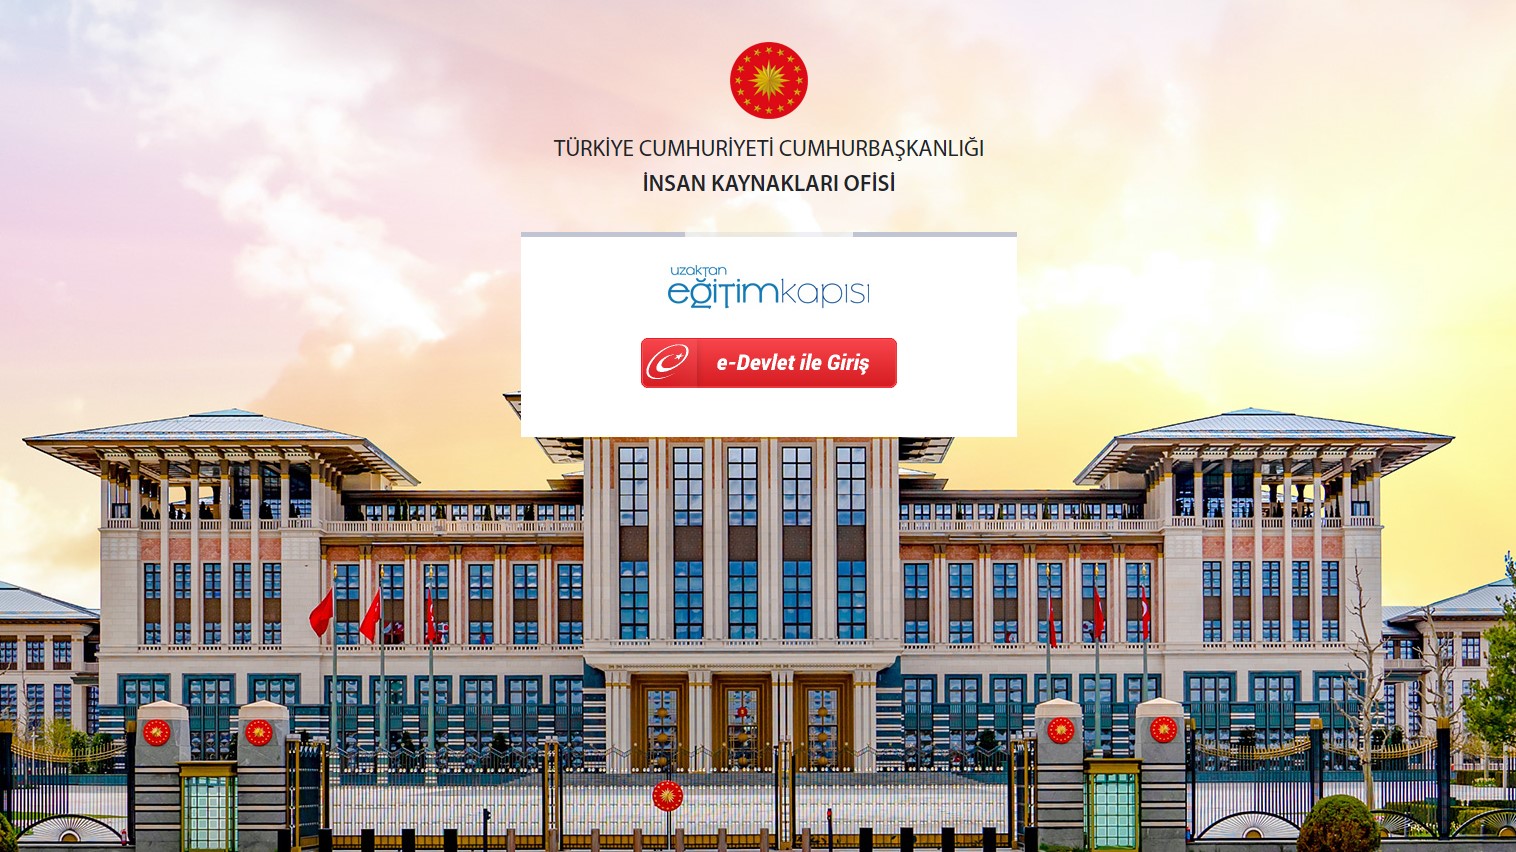 TÜRKİYE CUMHURİYETİ CUMHURBAŞKANLIĞI
İNSAN KAYNAKLARI OFİSİ
uzaktan
eğitimkapısı
e-Devlet ile Giriş